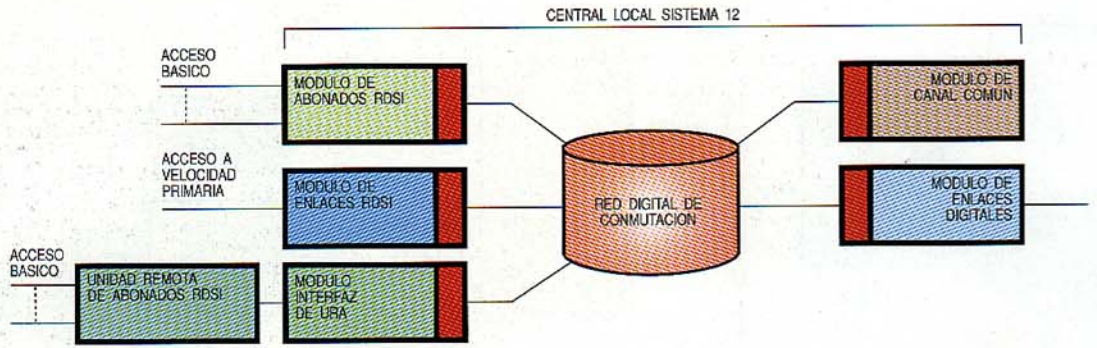 CENTRAL LOCAL SISTEMA 12
ACCESO
BASICO
MODULO DE
ABONADOS RDSI
MODULO DE
CANAL COMUN
ACCESO A
VELOCIDAD
PRIMARIA
MODULO DE
ENLACES RDSI
RED DIGITAL DE
CONMUTACION
MODULO DE
ENLACES
DIGITALES
ACCESO
BASICO
UNIDAD REMOTA
DE ABONADOS RDSI
MODULO
INTERFAZ
DE URA